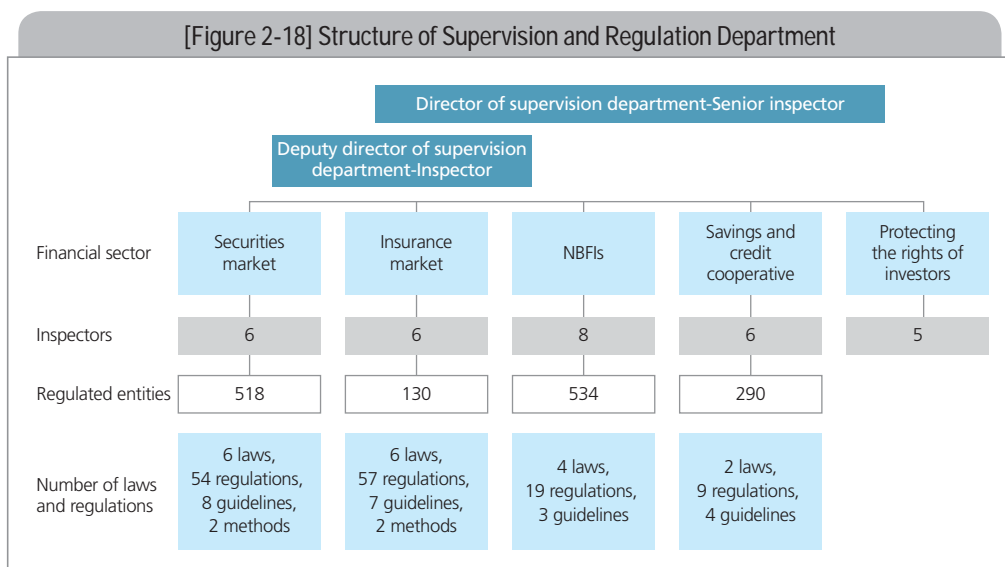 [Figure 2-18] Structure of Supervision and Regulation Department
Director of supervision department-Senior inspector
Deputy director of supervision
department-Inspector
Financial sector
Securities
market
Insurance
market
NBFIs
Savings and
credit
cooperative
Protecting
the rights of
investors
Inspectors
6
6
8
6
5
Regulated entities
518
130
534
290
Number of laws
and regulations
6 laws,
54 regulations,
8 guidelines,
2 methods
6 laws,
57 regulations,
7 guidelines,
2 methods
4 laws,
19 regulations,
3 guidelines
2 laws,
9 regulations,
4 guidelines